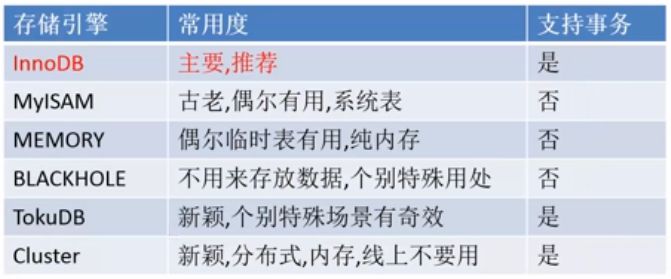 存储引擎 常用度 支持事务
InnoDB 主要,推荐 是
MyISAM 古老,偶尔有用,系统表 否
MEMORY 偶尔临时表有用,纯内存 否
BLACKHOLE 不用来存放数据,个别特殊用处 否
TokuDB 新颖,个别特殊场景有奇效 是
Cluster 新颖,分布式,内存,线上不要用 是